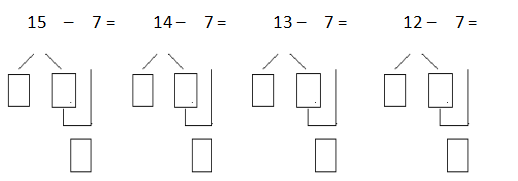 15 – 7 = 14 – 7 = 13 – 7 = 12 – 7 =